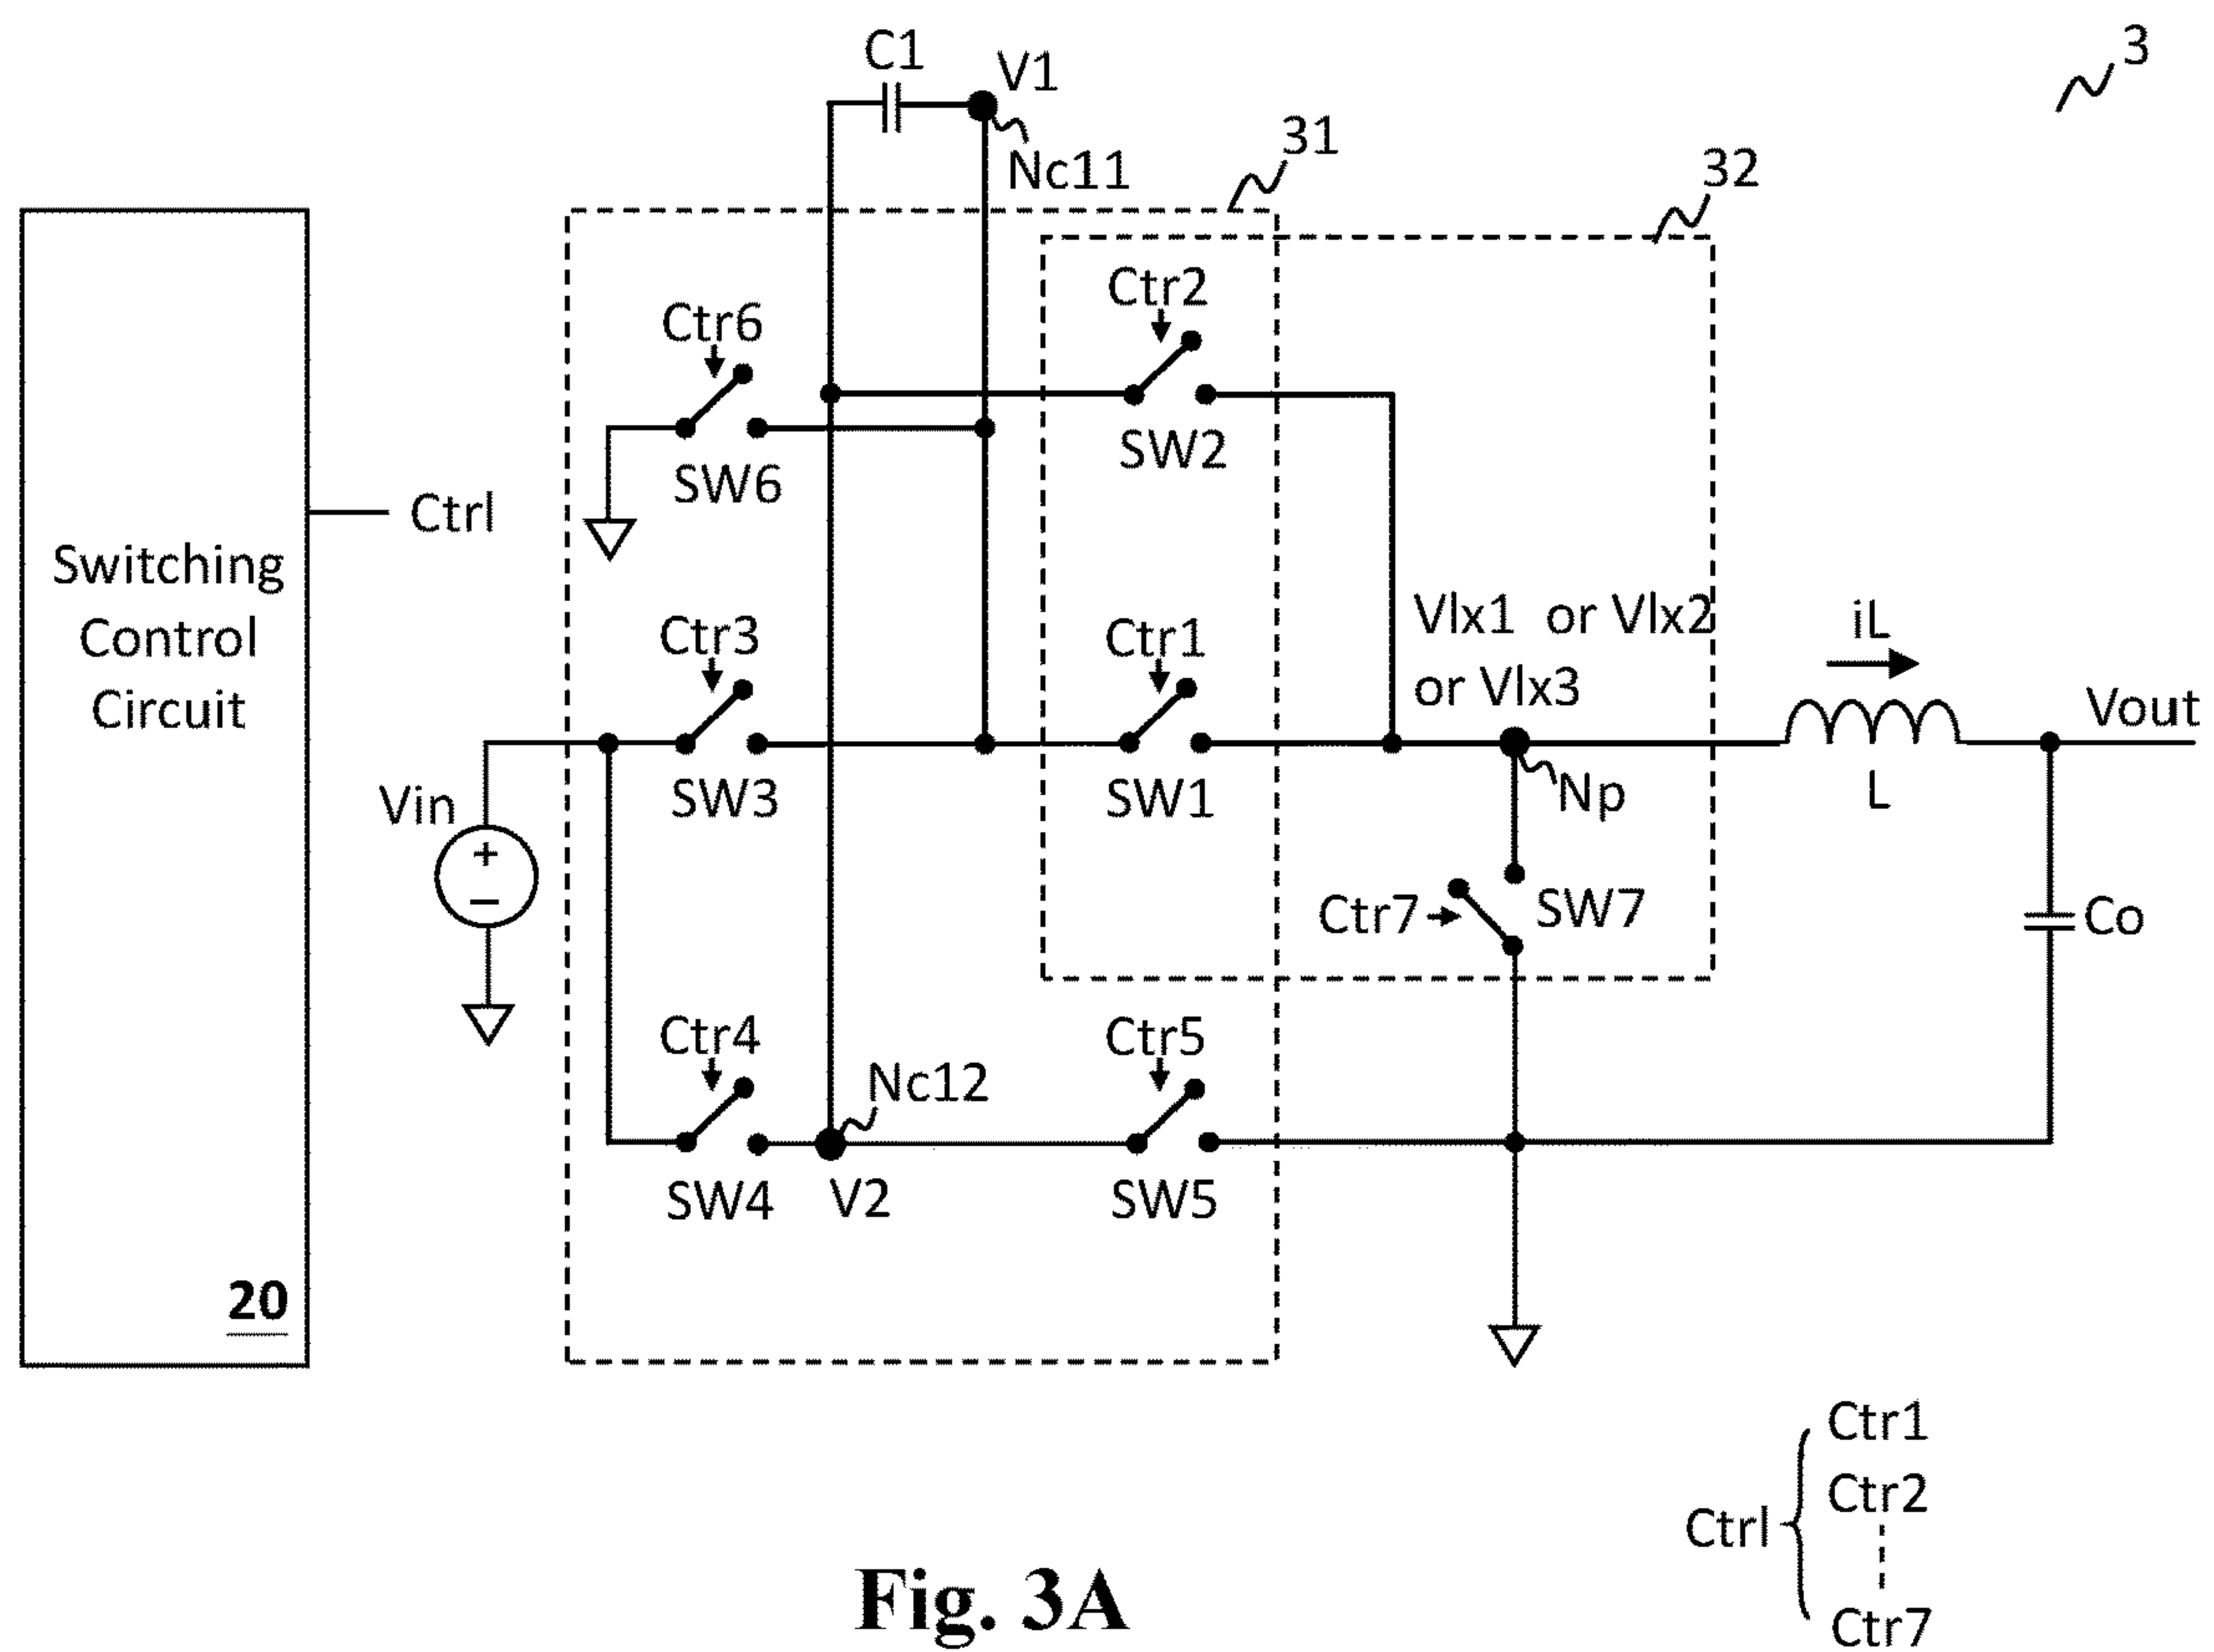 3
C1
V1
Nc11
31
32
Ctr2
SW2
Ctr6
SW6
Ctrl
Switching
Control
Circuit
20
Ctr3
SW3
Ctr1
SW1
Vlx1 or Vlx2
or Vlx3
Np
iL
L
Vout
Vin
+
−
Ctr7
SW7
Co
Ctr4
SW4
Nc12
V2
Ctr5
SW5
Ctrl
Ctr1
Ctr2
Ctr7
Fig. 3A